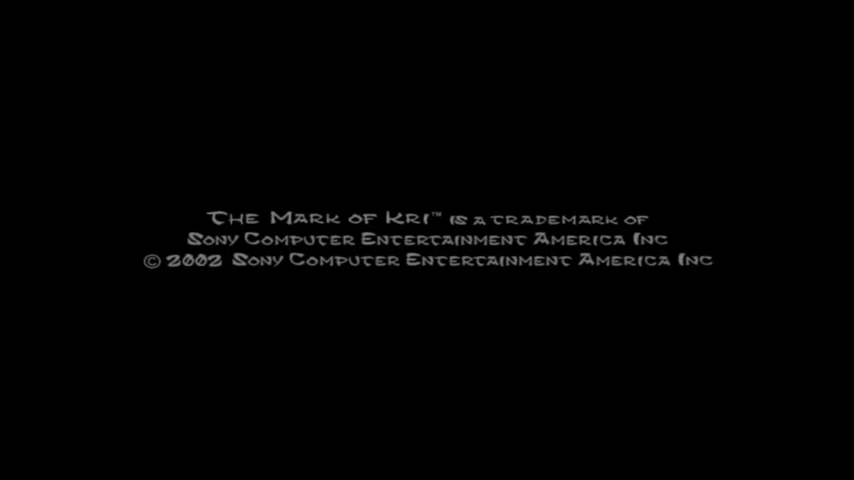 The Mark of Kri™ is a trademark of
Sony Computer Entertainment America Inc
© 2002 Sony Computer Entertainment America Inc